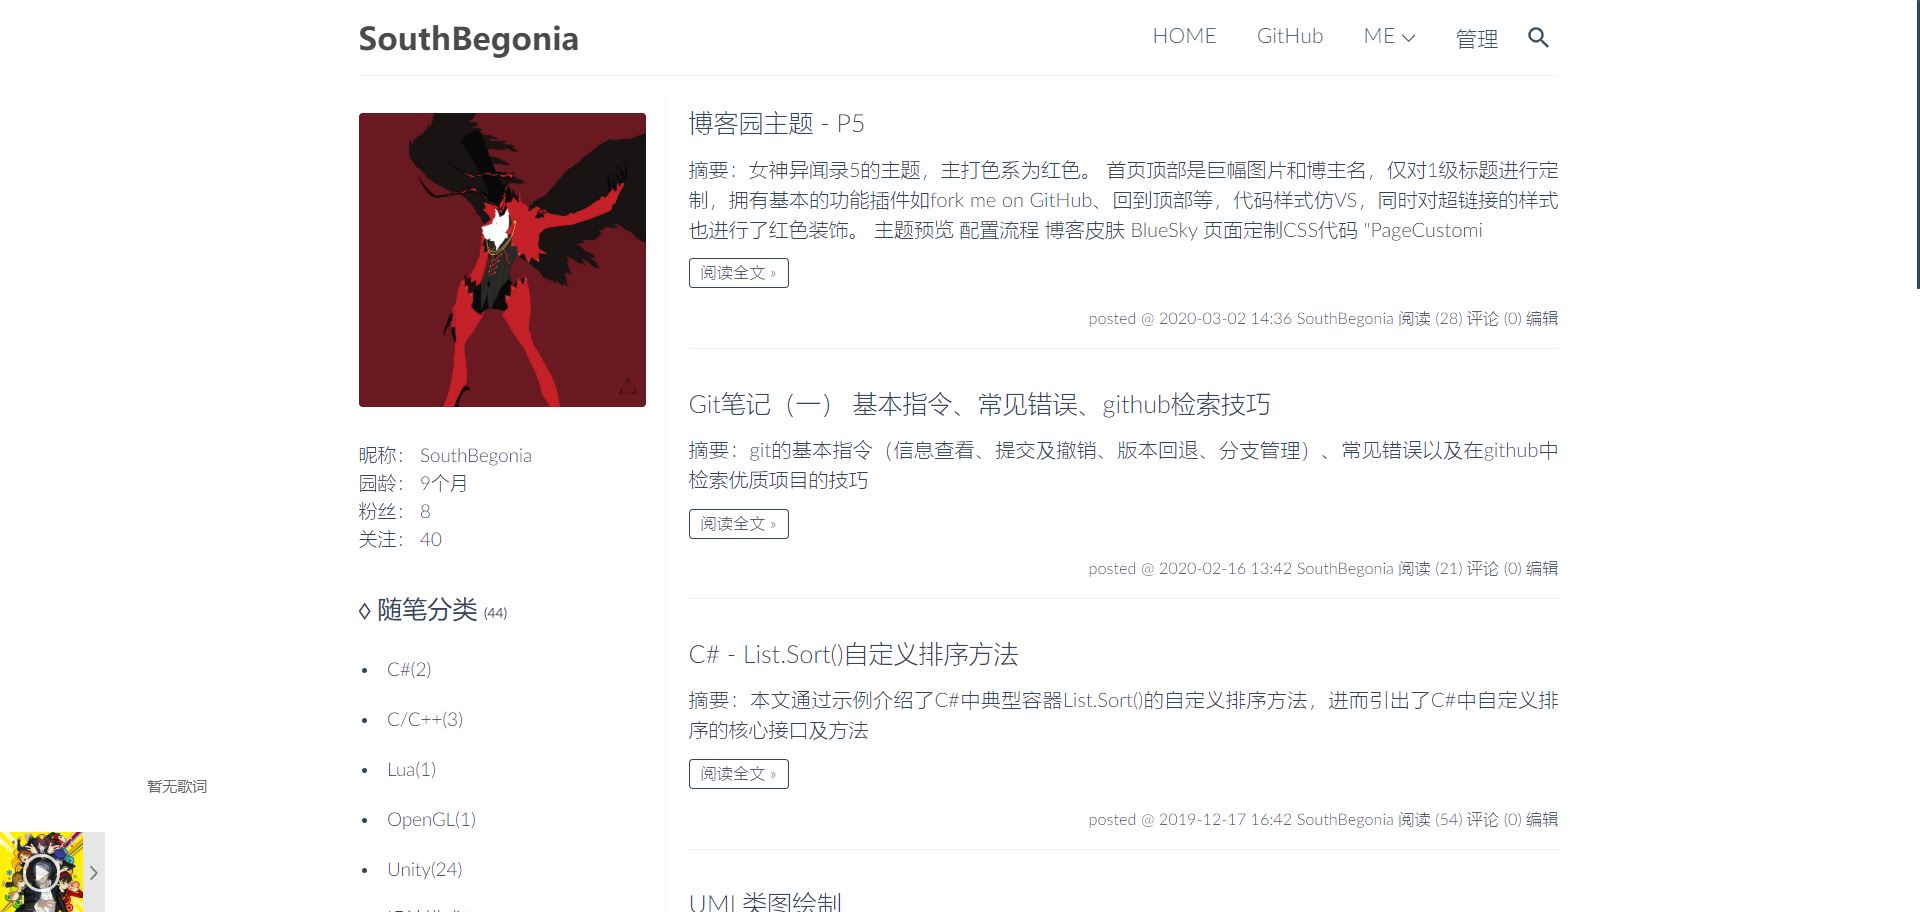 SouthBegonia
HOME GitHub ME 管理
昵称： SouthBegonia
园龄： 9个月
粉丝： 8
关注： 40
◊ 随笔分类 (44)
• C#(2)
• C/C++(3)
• Lua(1)
• OpenGL(1)
• Unity(24)
博客园主题 - P5
摘要：女神异闻录5的主题，主打色系为红色。 首页顶部是巨幅图片和博主名，仅对1级标题进行定
制，拥有基本的功能插件如fork me on GitHub、回到顶部等，代码样式仿VS，同时对超链接的样式
也进行了红色装饰。 主题预览 配置流程 博客皮肤 BlueSky 页面定制CSS代码 "PageCustomi
阅读全文 »
posted @ 2020-03-02 14:36 SouthBegonia 阅读 (28) 评论 (0) 编辑
Git笔记（一） 基本指令、常见错误、github检索技巧
摘要：git的基本指令（信息查看、提交及撤销、版本回退、分支管理）、常见错误以及在github中
检索优质项目的技巧
阅读全文 »
posted @ 2020-02-16 13:42 SouthBegonia 阅读 (21) 评论 (0) 编辑
C# - List.Sort()自定义排序方法
摘要：本文通过示例介绍了C#中典型容器List.Sort()的自定义排序方法，进而引出了C#中自定义排
序的核心接口及方法
阅读全文 »
posted @ 2019-12-17 16:42 SouthBegonia 阅读 (54) 评论 (0) 编辑
UML 类图绘制
暂无歌词